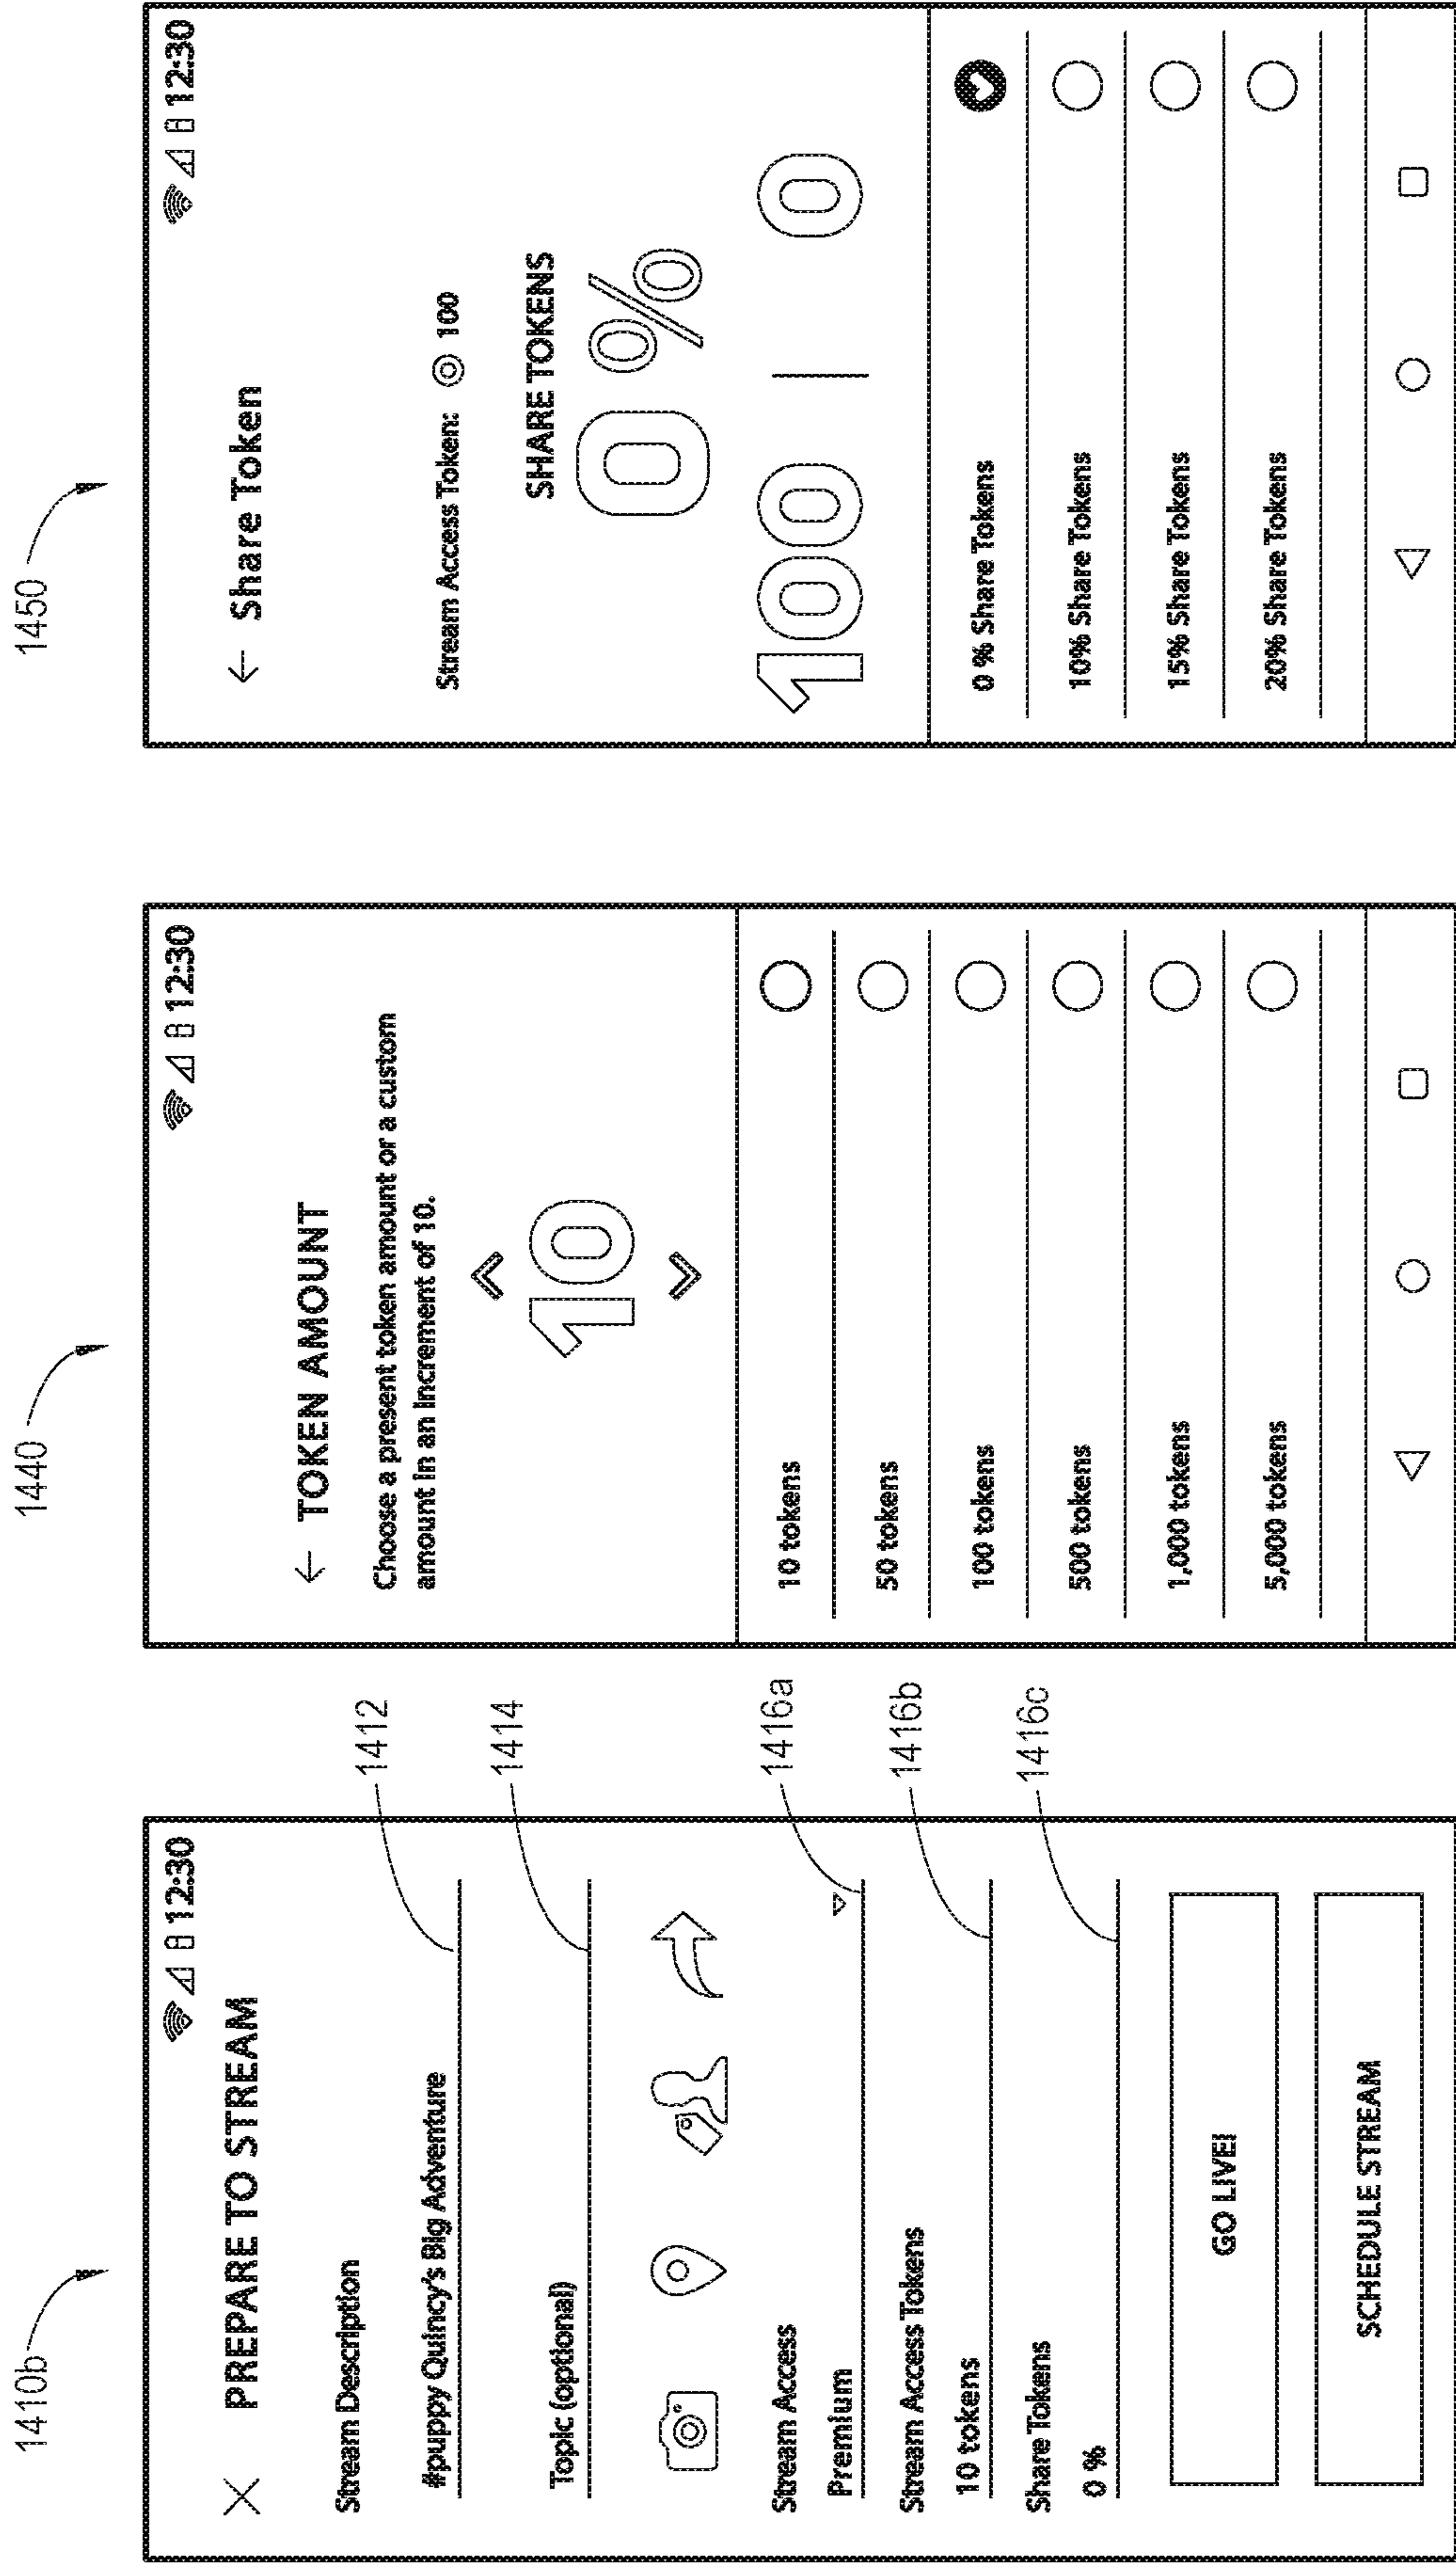 1410b
12:30
PREPARE TO STREAM
Stream Description
#puppy Quincy's Big Adventure
1412
Topic (optional)
1414
Stream Access
Premium
1416a
Stream Access Tokens
10 tokens
1416b
Share Tokens
0 %
1416c
GO LIVE!
SCHEDULE STREAM
1440
12:30
TOKEN AMOUNT
Choose a present token amount or a custom
amount in an increment of 10.
10
10 tokens
50 tokens
100 tokens
500 tokens
1,000 tokens
5,000 tokens
1450
12:30
Share Token
Stream Access Token: 100
SHARE TOKENS
0 %
100 | 0
0 % Share Tokens
10% Share Tokens
15% Share Tokens
20% Share Tokens